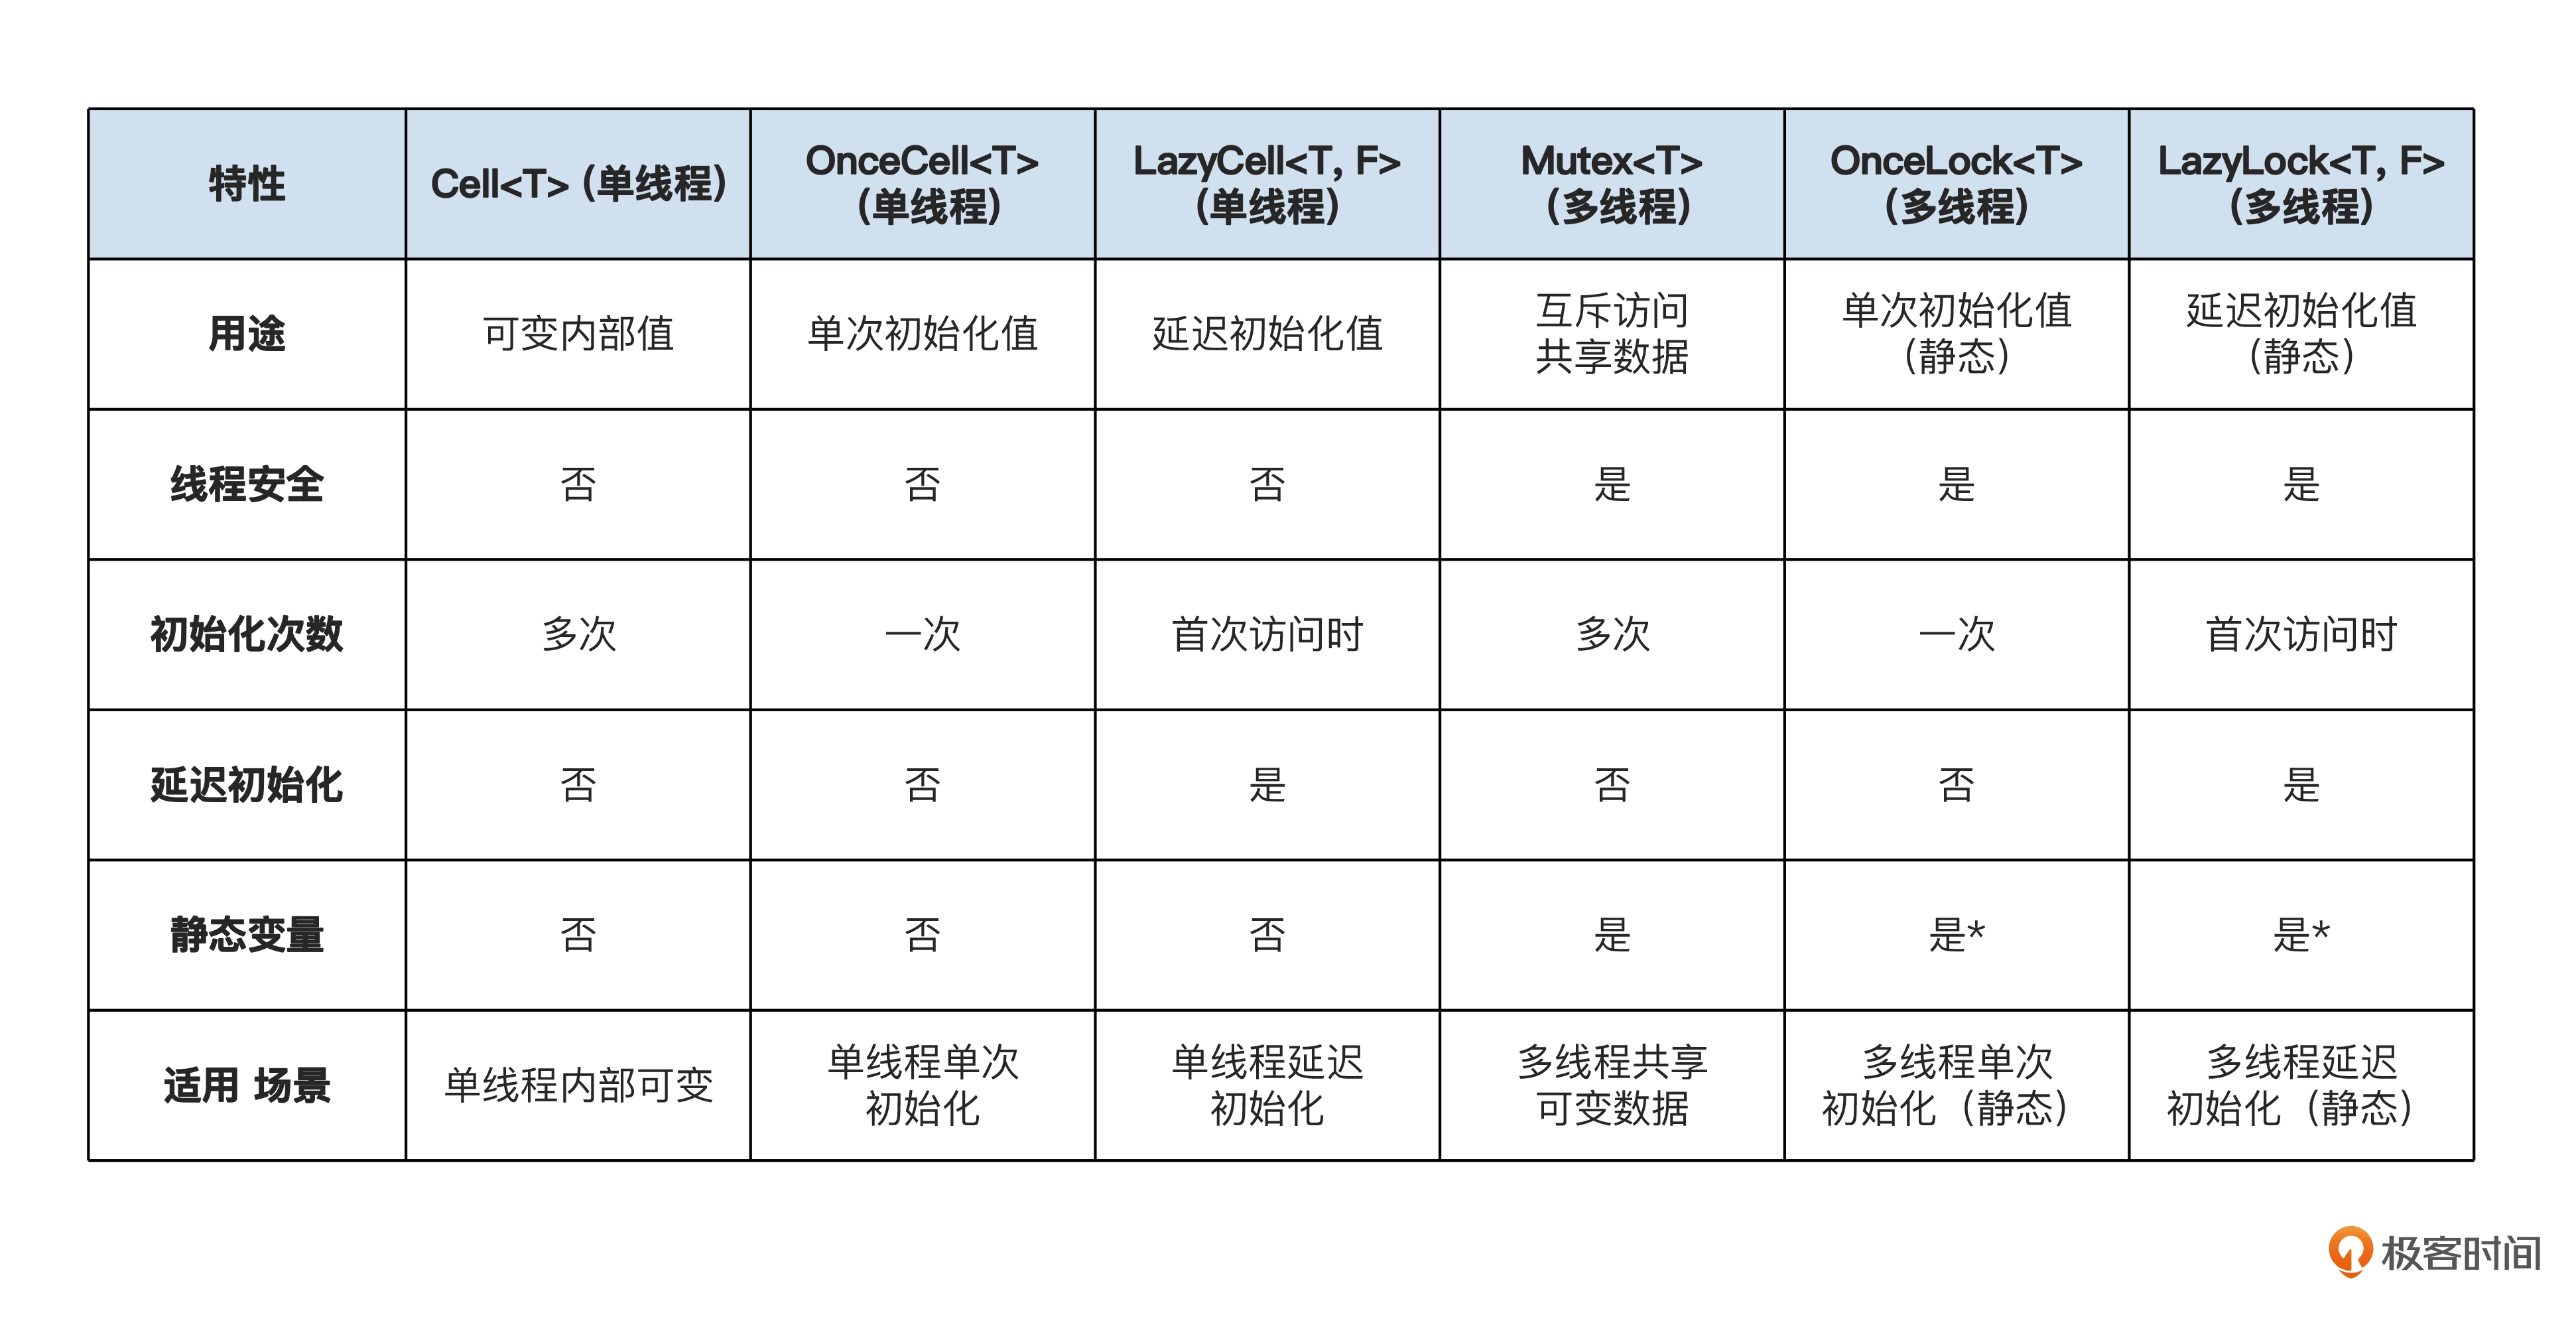 特性
Cell<T> (单线程)
OnceCell<T>
(单线程)
LazyCell<T, F>
(单线程)
Mutex<T>
(多线程)
OnceLock<T>
(多线程)
LazyLock<T, F>
(多线程)
用途
可变内部值
单次初始化值
延迟初始化值
互斥访问
共享数据
单次初始化值
(静态)
延迟初始化值
(静态)
线程安全
否
否
否
是
是
是
初始化次数
多次
一次
首次访问时
多次
一次
首次访问时
延迟初始化
否
否
是
否
否
是
静态变量
否
否
否
是
是*
是*
适用 场景
单线程内部可变
单线程单次
初始化
单线程延迟
初始化
多线程共享
可变数据
多线程单次
初始化（静态）
多线程延迟
初始化（静态）
极客时间